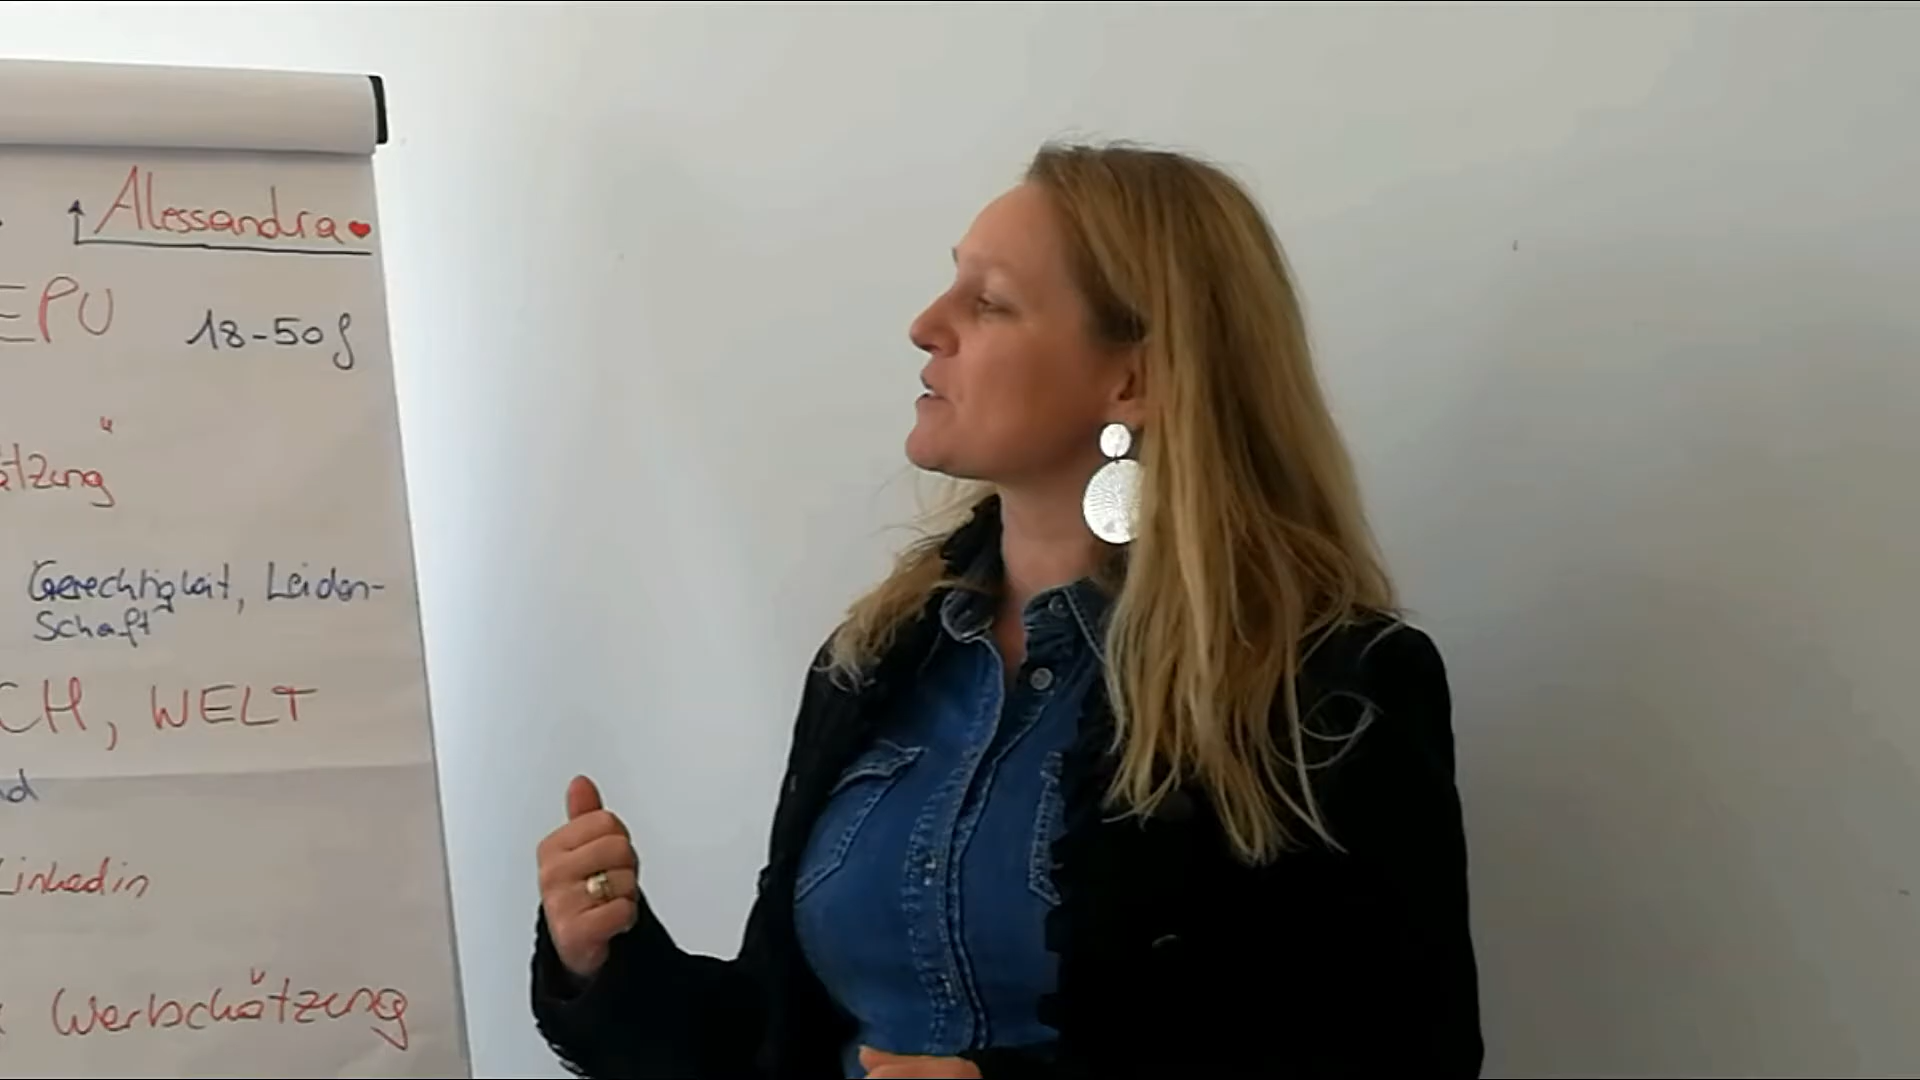 Alessandra
EPU 18-50 J
ätzung
Gerechtigkeit, Leiden-
schaft
CH, WELT
nd
Linkedin
Wertschätzung